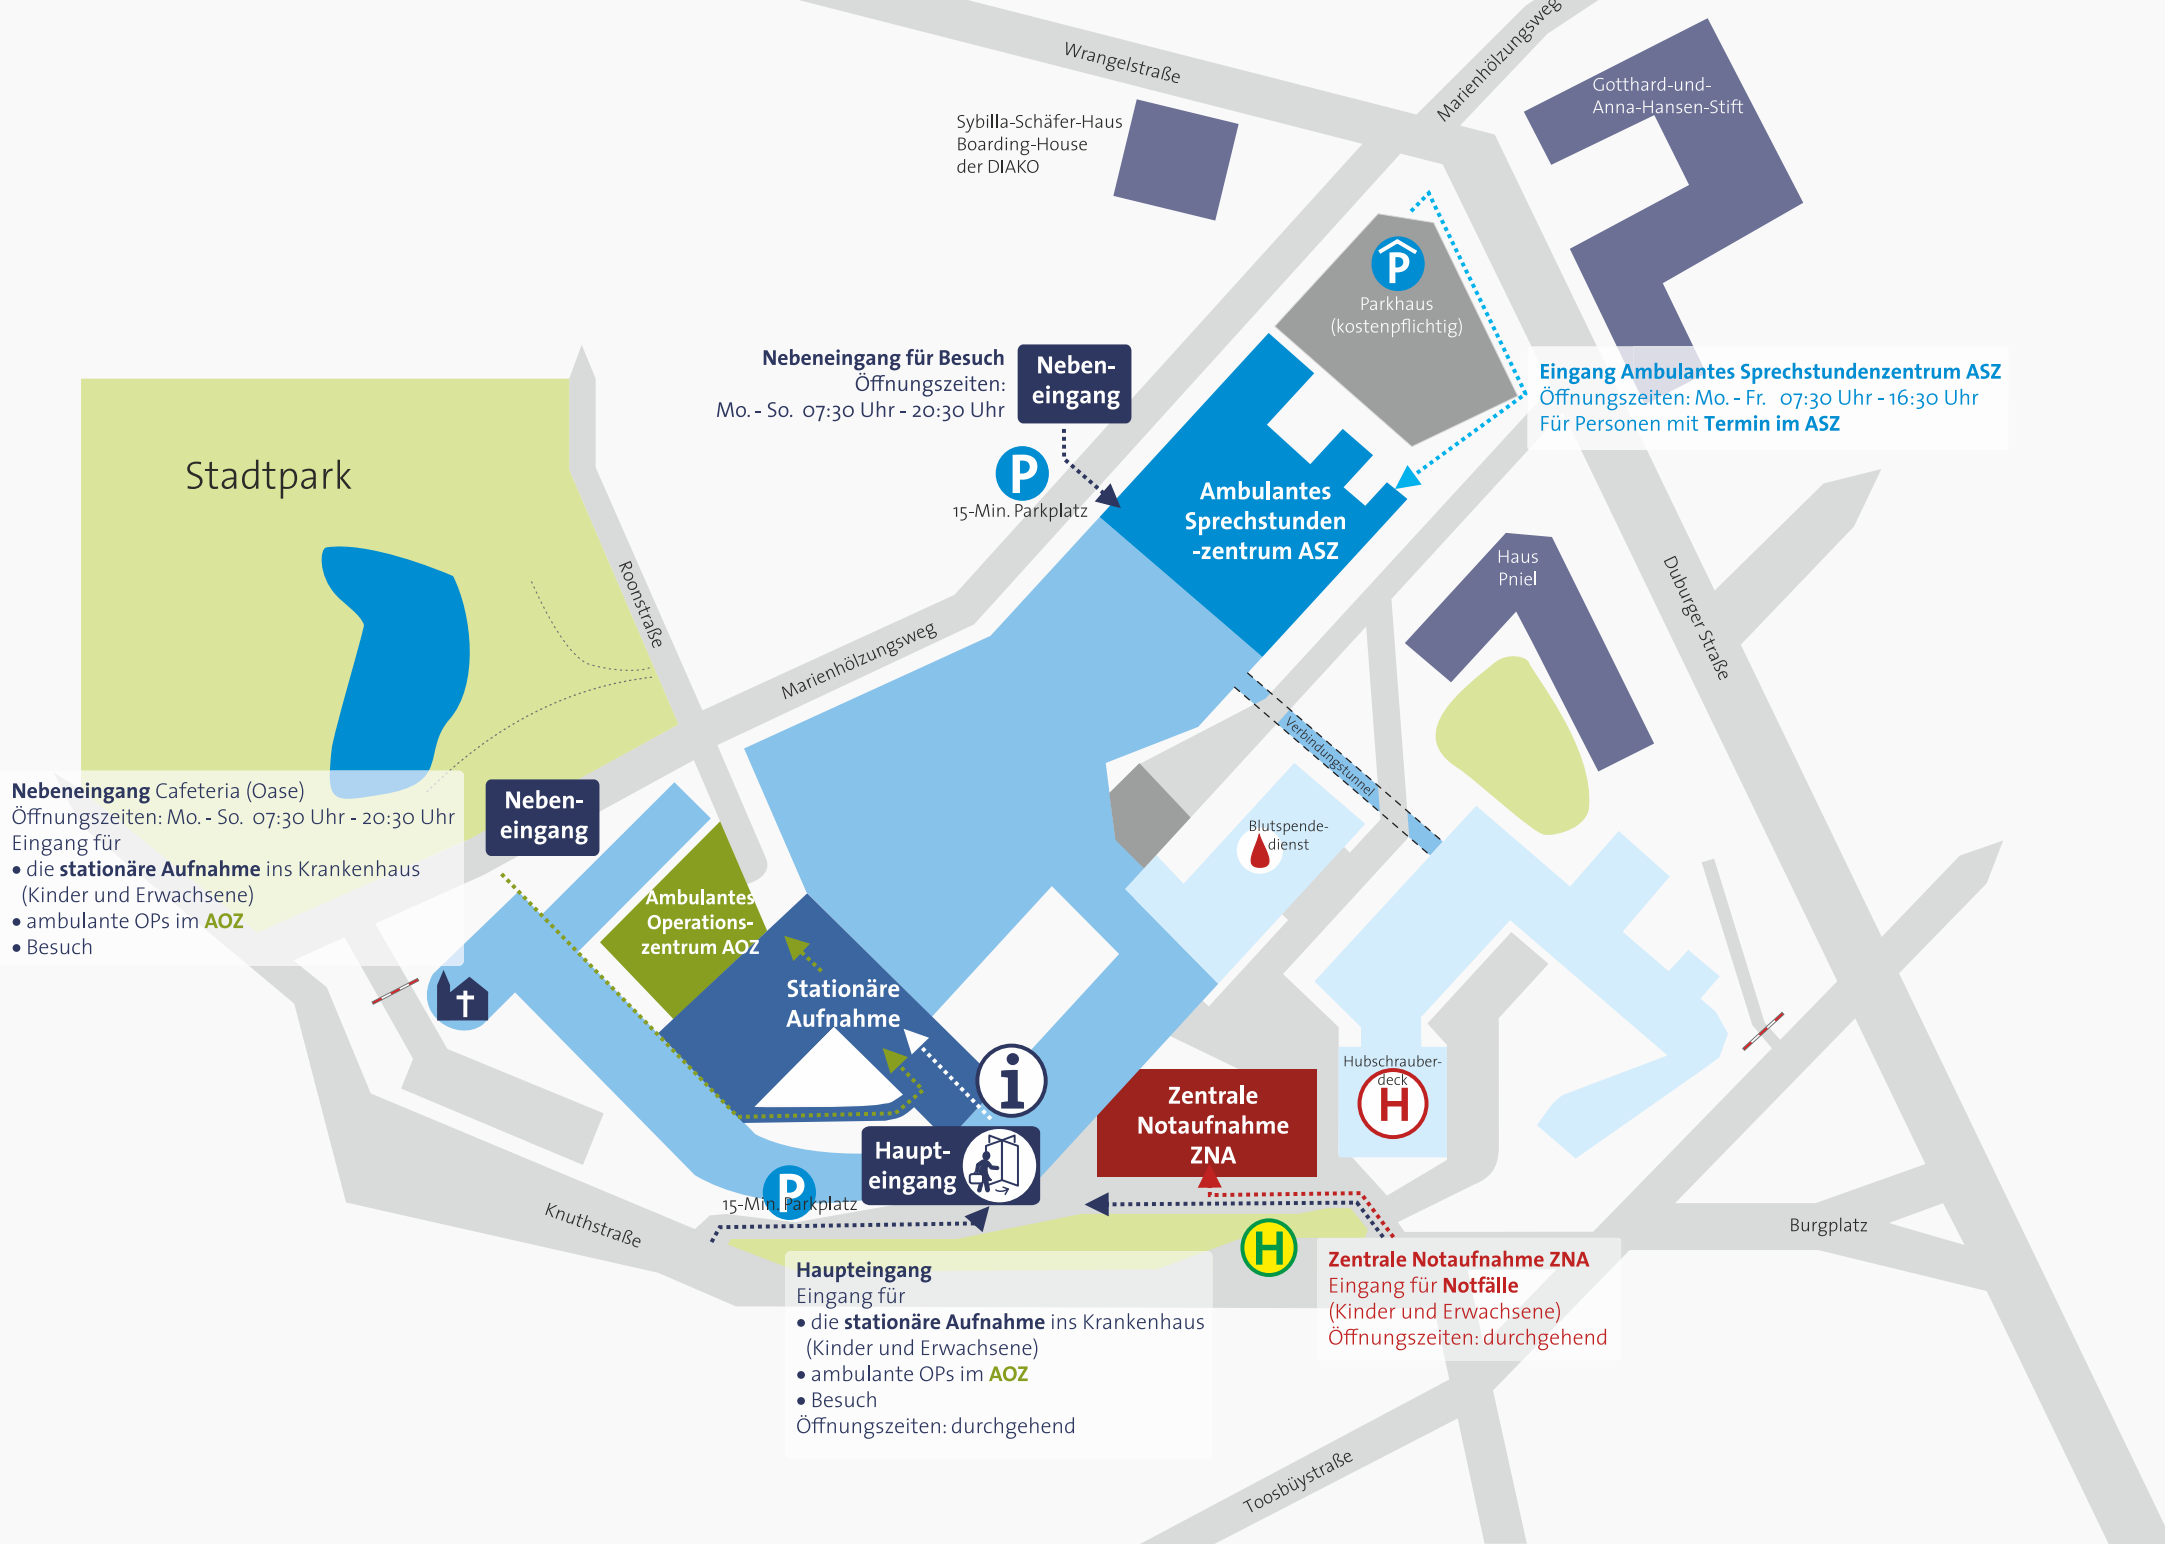 Wrangelstraße
Marienhölzungsweg
Gotthard-und-
Anna-Hansen-Stift
Sybilla-Schäfer-Haus
Boarding-House
der DIAKO
P
Parkhaus
(kostenpflichtig)
Nebeneingang für Besuch
Öffnungszeiten:
Mo. - So. 07:30 Uhr - 20:30 Uhr
Neben-
eingang
Eingang Ambulantes Sprechstundenzentrum ASZ
Öffnungszeiten: Mo. - Fr. 07:30 Uhr - 16:30 Uhr
Für Personen mit Termin im ASZ
Stadtpark
P
15-Min. Parkplatz
Ambulantes
Sprechstunden
-zentrum ASZ
Haus
Pniel
Roonstraße
Duburger Straße
Marienhölzungsweg
Verbindungstunnel
Nebeneingang Cafeteria (Oase)
Öffnungszeiten: Mo. - So. 07:30 Uhr - 20:30 Uhr
Eingang für
• die stationäre Aufnahme ins Krankenhaus
(Kinder und Erwachsene)
• ambulante OPs im AOZ
• Besuch
Neben-
eingang
Blutspende-
dienst
Ambulantes
Operations-
zentrum AOZ
Stationäre
Aufnahme
i
Zentrale
Notaufnahme
ZNA
Hubschrauber-
deck
H
Haupt-
eingang
P
15-Min. Parkplatz
Knuthstraße
H
Burgplatz
Haupteingang
Eingang für
• die stationäre Aufnahme ins Krankenhaus
(Kinder und Erwachsene)
• ambulante OPs im AOZ
• Besuch
Öffnungszeiten: durchgehend
Zentrale Notaufnahme ZNA
Eingang für Notfälle
(Kinder und Erwachsene)
Öffnungszeiten: durchgehend
Toosbüystraße